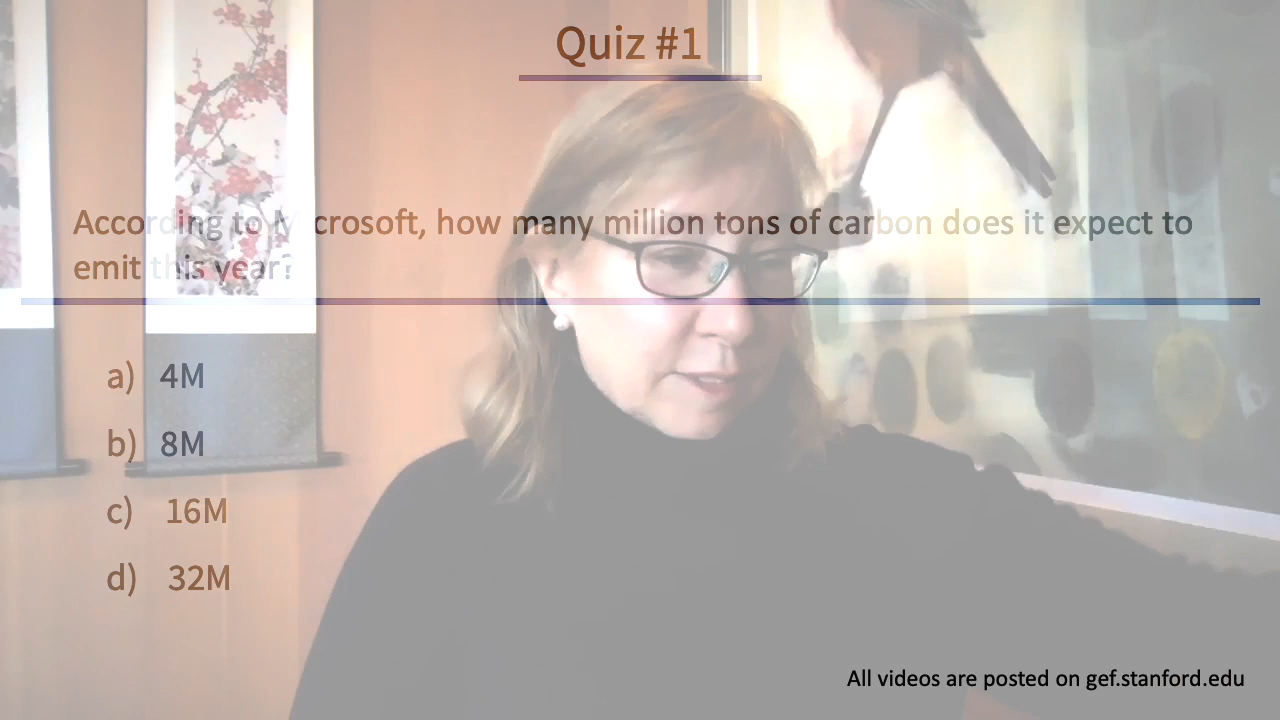 Quiz #1
According to Microsoft, how many million tons of carbon does it expect to
emit this year?
a) 4M
b) 8M
c) 16M
d) 32M
All videos are posted on gef.stanford.edu